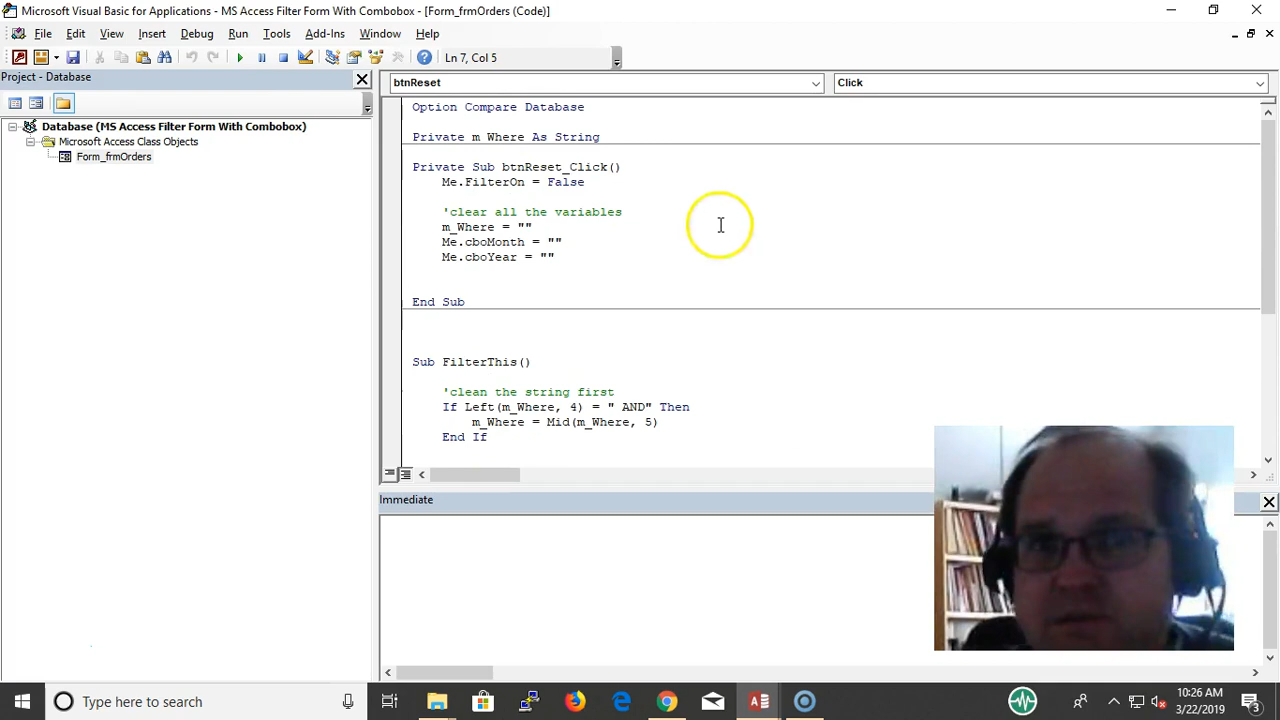 Microsoft Visual Basic for Applications - MS Access Filter Form With Combobox - [Form_frmOrders (Code)]
File Edit View Insert Debug Run Tools Add-Ins Window Help
Ln 7, Col 5
Project - Database
btnReset Click
Database (MS Access Filter Form With Combobox)
Microsoft Access Class Objects
Form_frmOrders
Option Compare Database
Private m_Where As String
Private Sub btnReset_Click()
Me.FilterOn = False
'clear all the variables
m_Where = ""
Me.cboMonth = ""
Me.cboYear = ""
End Sub
Sub FilterThis()
'clean the string first
If Left(m_Where, 4) = " AND" Then
m_Where = Mid(m_Where, 5)
End If
Immediate
Type here to search
10:26 AM
3/22/2019
3